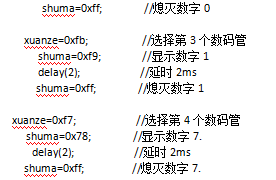 shuma=0xff; //熄灭数字 0
xuanze=0xfb; //选择第 3 个数码管
shuma=0xf9; //显示数字 1
delay(2); //延时 2ms
shuma=0xff; //熄灭数字 1
xuanze=0xf7; //选择第 4 个数码管
shuma=0x78; //显示数字 7.
delay(2); //延时 2ms
shuma=0xff; //熄灭数字 7.